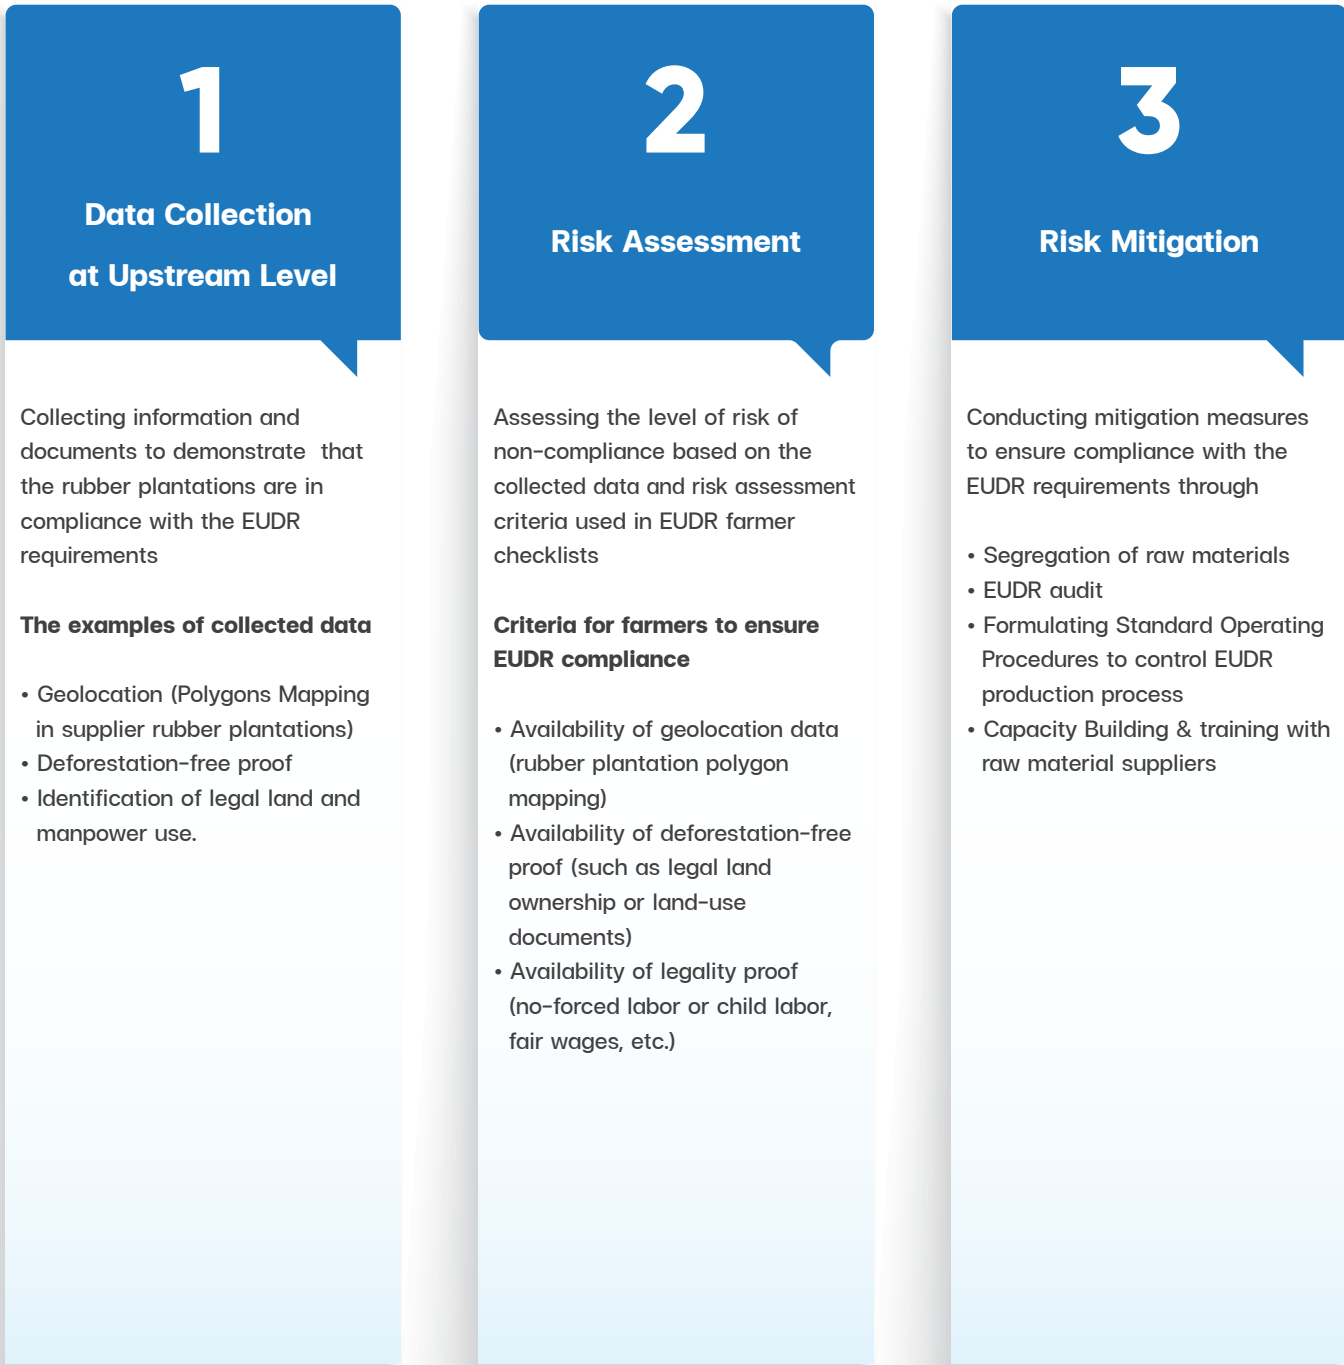 1
Data Collection
at Upstream Level
Collecting information and
documents to demonstrate  that
the rubber plantations are in
compliance with the EUDR
requirements
The examples of collected data
• Geolocation (Polygons Mapping
in supplier rubber plantations)
• Deforestation-free proof
• Identification of legal land and
manpower use.
2
Risk Assessment
Assessing the level of risk of
non-compliance based on the
collected data and risk assessment
criteria used in EUDR farmer
checklists
Criteria for farmers to ensure
EUDR compliance
• Availability of geolocation data
(rubber plantation polygon
mapping)
• Availability of deforestation-free
proof (such as legal land
ownership or land-use
documents)
• Availability of legality proof
(no-forced labor or child labor,
fair wages, etc.)
3
Risk Mitigation
Conducting mitigation measures
to ensure compliance with the
EUDR requirements through
• Segregation of raw materials
• EUDR audit
• Formulating Standard Operating
Procedures to control EUDR
production process
• Capacity Building & training with
raw material suppliers